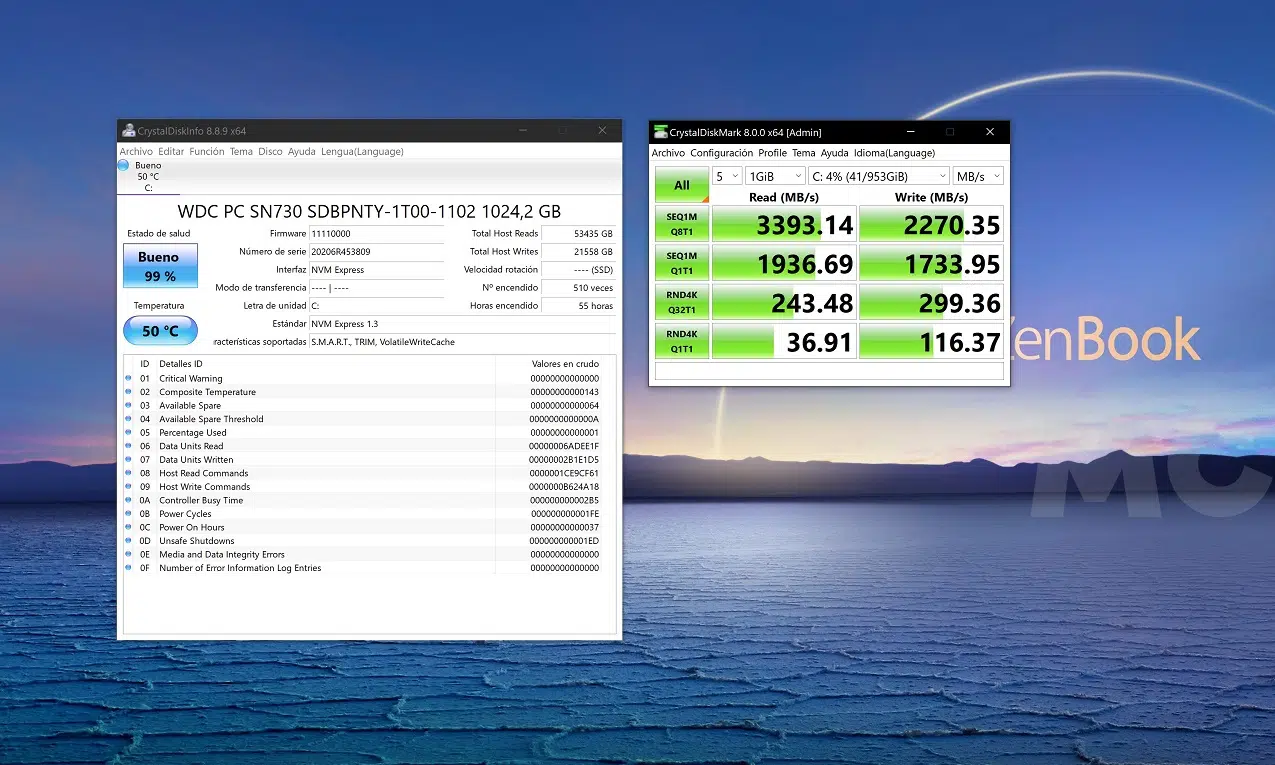 CrystalDiskInfo 8.8.9 x64
Archivo Editar Función Tema Disco Ayuda Lengua(Language)
Bueno
50 °C
C:
WDC PC SN730 SDBPNTY-1T00-1102 1024,2 GB
Estado de salud
Bueno
99 %
Temperatura
50 °C
Firmware 11110000
Número de serie 20206R453809
Interfaz NVM Express
Modo de transferencia ---- | ----
Letra de unidad C:
Estándar NVM Express 1.3
racterísticas soportadas S.M.A.R.T., TRIM, VolatileWriteCache
Total Host Reads 53435 GB
Total Host Writes 21558 GB
Velocidad rotación ---- (SSD)
Nº encendido 510 veces
Horas encendido 55 horas
ID Detalles ID Valores en crudo
01 Critical Warning 00000000000000
02 Composite Temperature 00000000000143
03 Available Spare 00000000000064
04 Available Spare Threshold 0000000000000A
05 Percentage Used 00000000000001
06 Data Units Read 00000006ADEE1F
07 Data Units Written 00000002B1E1D5
08 Host Read Commands 0000001CE9CF61
09 Host Write Commands 0000000B624A18
0A Controller Busy Time 000000000002B5
0B Power Cycles 000000000001FE
0C Power On Hours 00000000000037
0D Unsafe Shutdowns 000000000001ED
0E Media and Data Integrity Errors 00000000000000
0F Number of Error Information Log Entries 00000000000000
CrystalDiskMark 8.0.0 x64 [Admin]
Archivo Configuración Profile Tema Ayuda Idioma(Language)
All 5 1GiB C: 4% (41/953GiB) MB/s
Read (MB/s) Write (MB/s)
SEQ1M
Q8T1 3393.14 2270.35
SEQ1M
Q1T1 1936.69 1733.95
RND4K
Q32T1 243.48 299.36
RND4K
Q1T1 36.91 116.37
ZenBook
MC